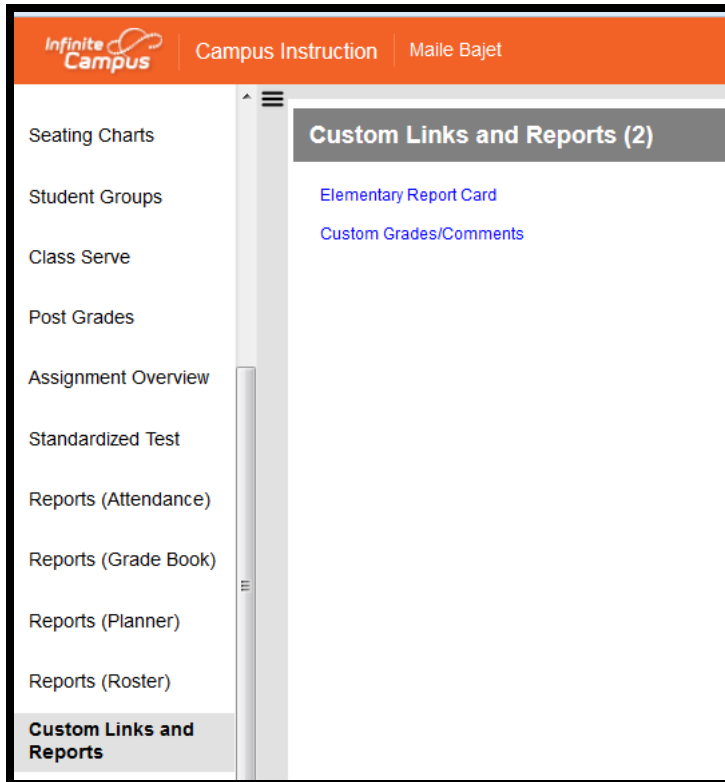 Infinite
Campus
Campus Instruction
Maile Bajet
Seating Charts
Student Groups
Class Serve
Post Grades
Assignment Overview
Standardized Test
Reports (Attendance)
Reports (Grade Book)
Reports (Planner)
Reports (Roster)
Custom Links and
Reports
Custom Links and Reports (2)
Elementary Report Card
Custom Grades/Comments